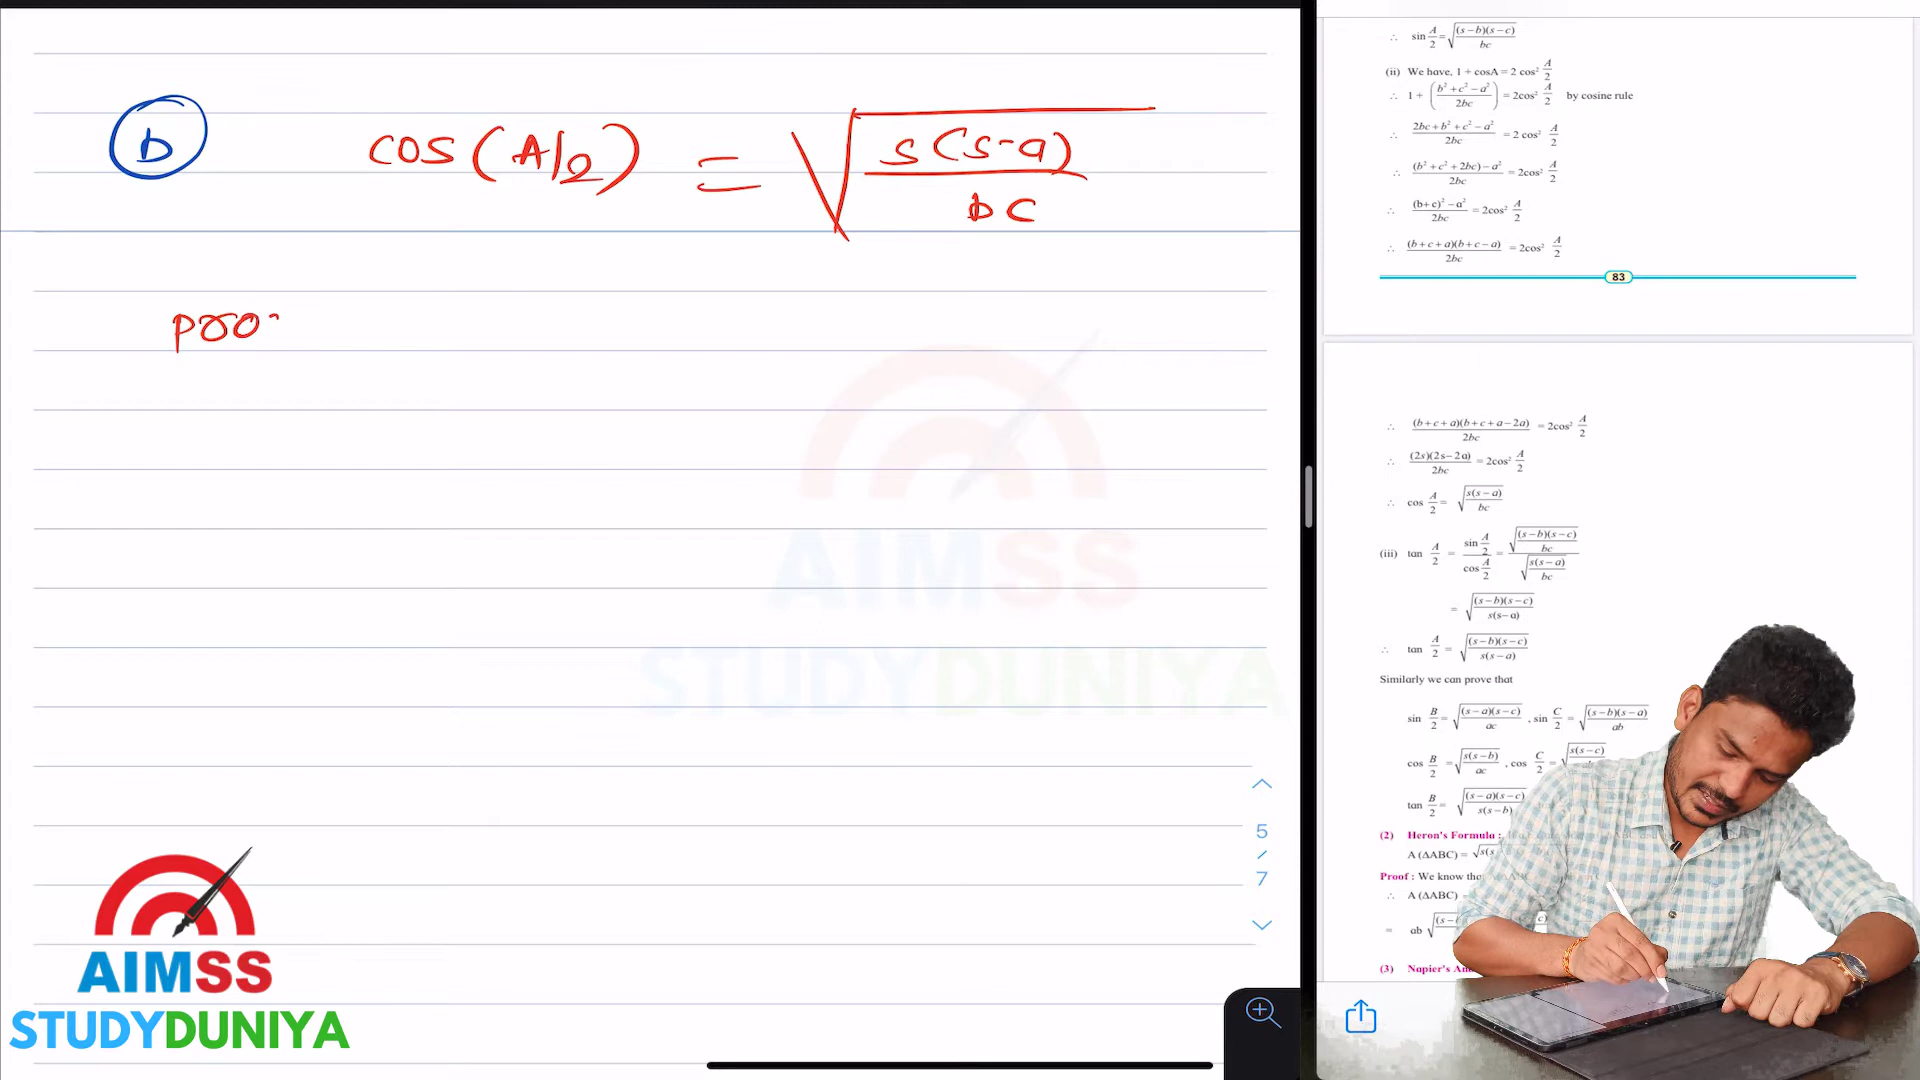 b
cos(A/2) = √(s(s-a)/bc)
proo
AIMSS
STUDYDUNIYA
5
/
7
AIMSS
STUDYDUNIYA
∴ sin A/2 = √((s−b)(s−c)/bc)
(ii) We have, 1 + cosA = 2 cos² A/2
∴ 1 + ((b² + c² − a²)/2bc) = 2cos² A/2 by cosine rule
∴ (2bc + b² + c² − a²)/2bc = 2 cos² A/2
∴ ((b² + c² + 2bc) − a²)/2bc = 2cos² A/2
∴ ((b+c)² − a²)/2bc = 2cos² A/2
∴ (b+c+a)(b+c−a)/2bc = 2cos² A/2
83
∴ (b+c+a)(b+c+a−2a)/2bc = 2cos² A/2
∴ (2s)(2s−2a)/2bc = 2cos² A/2
∴ cos A/2 = √(s(s−a)/bc)
(iii) tan A/2 = sin A/2 / cos A/2 = √((s−b)(s−c)/bc) / √(s(s−a)/bc)
= √((s−b)(s−c)/s(s−a))
∴ tan A/2 = √((s−b)(s−c)/s(s−a))
Similarly we can prove that
sin B/2 = √((s−a)(s−c)/ac) , sin C/2 = √((s−b)(s−a)/ab)
cos B/2 = √(s(s−b)/ac) , cos C/2 = √(s(s−c)
tan B/2 = √((s−a)(s−c)/s(s−b))
(2) Heron's Formula :
A (ΔABC) = √s(s
Proof : We know tha
∴ A (ΔABC) =
= ab √(s−
(3) Napier's An